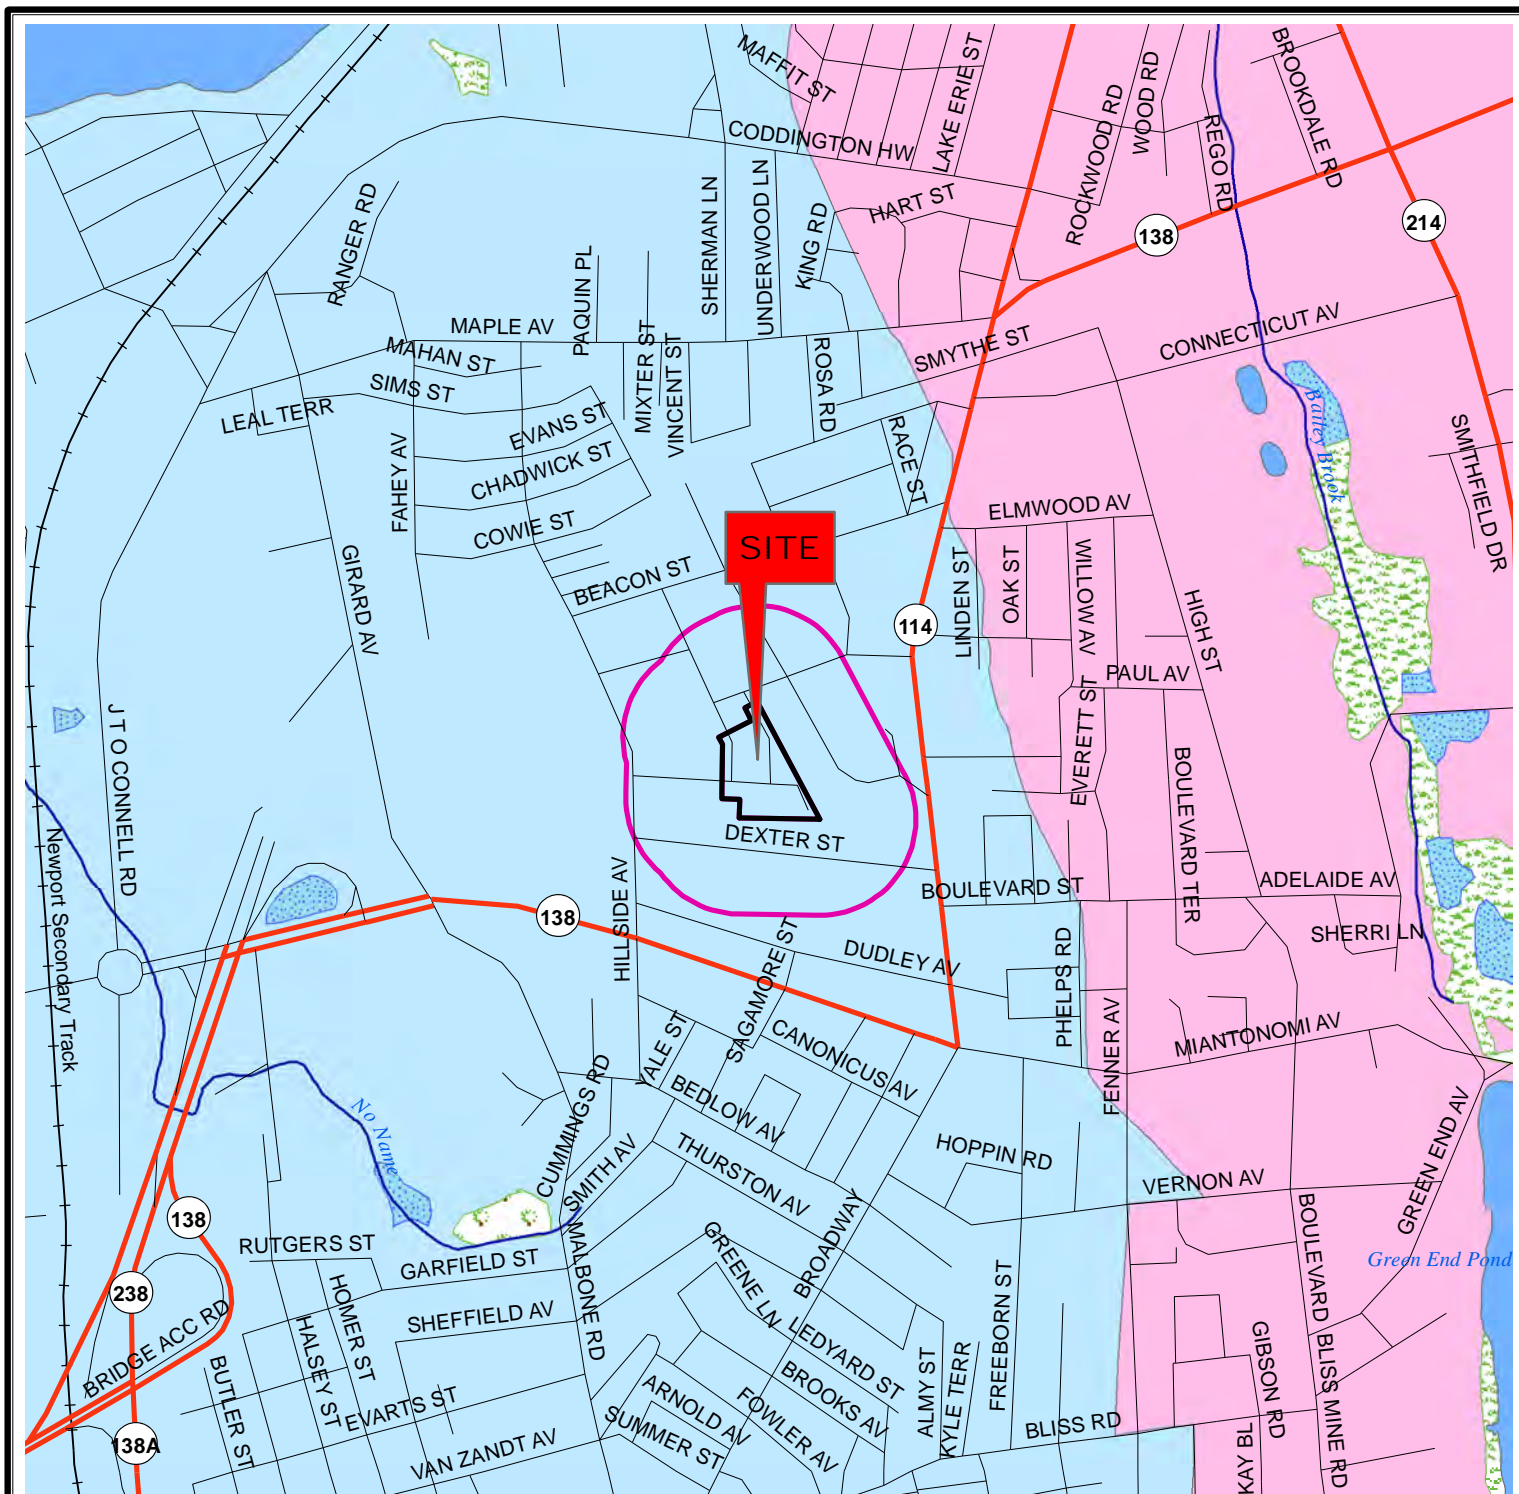 MAFFIT ST
LAKE ERIE ST
WOOD RD
BROOKDALE RD
ROCKWOOD RD
REGO RD
CODDINGTON HW
SHERMAN LN
UNDERWOOD LN
KING RD
HART ST
138
214
RANGER RD
PAQUIN PL
MAPLE AV
MAHAN ST
SIMS ST
LEAL TERR
MIXTER ST
VINCENT ST
ROSA RD
SMYTHE ST
CONNECTICUT AV
EVANS ST
CHADWICK ST
COWIE ST
FAHEY AV
RACE ST
Bailey Brook
SMITHFIELD DR
ELMWOOD AV
SITE
BEACON ST
GIRARD AV
LINDEN ST
OAK ST
WILLOW AV
HIGH ST
114
PAUL AV
EVERETT ST
J T O CONNELL RD
BOULEVARD TER
Newport Secondary Track
DEXTER ST
HILLSIDE AV
BOULEVARD ST
ADELAIDE AV
138
SHERRI LN
DUDLEY AV
SAGAMORE ST
PHELPS RD
FENNER AV
YALE ST
CANONICUS AV
MIANTONOMI AV
BEDLOW AV
CUMMINGS RD
No Name
SMITH AV
THURSTON AV
HOPPIN RD
GREEN END AV
VERNON AV
138
RUTGERS ST
GARFIELD ST
MALBONE RD
GREENE LN
BROADWAY
Green End Pond
238
BRIDGE ACC RD
HOMER ST
HALSEY ST
SHEFFIELD AV
LEDYARD ST
FREEBORN ST
BOULEVARD
BLISS MINE RD
GIBSON RD
BUTLER ST
EVARTS ST
ARNOLD AV
BROOKS AV
ALMY ST
KYLE TERR
FOWLER AV
SUMMER ST
BLISS RD
138A
VAN ZANDT AV
KAY BL